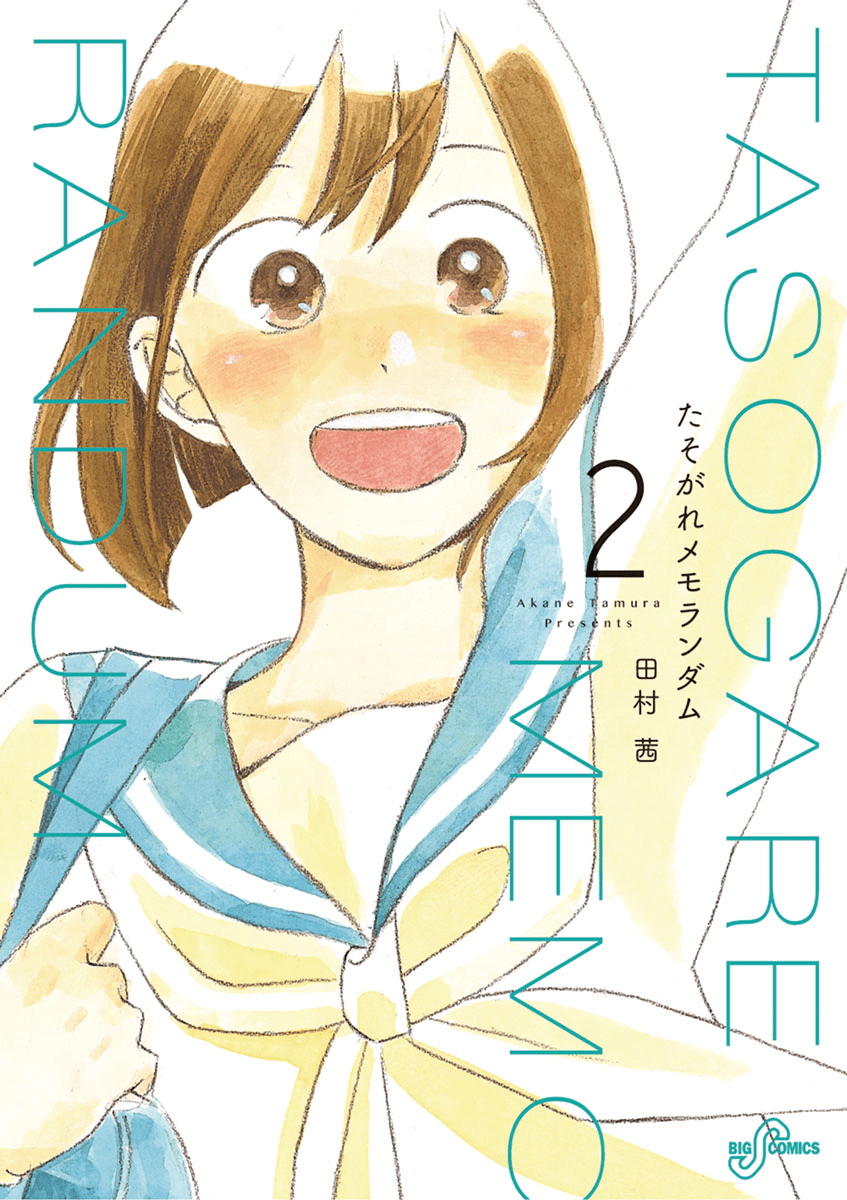 TASOGARE
MEMO
RANDUM
たそがれメモランダム
2
Akane Tamura
Presents
田村 茜
BIG S COMICS